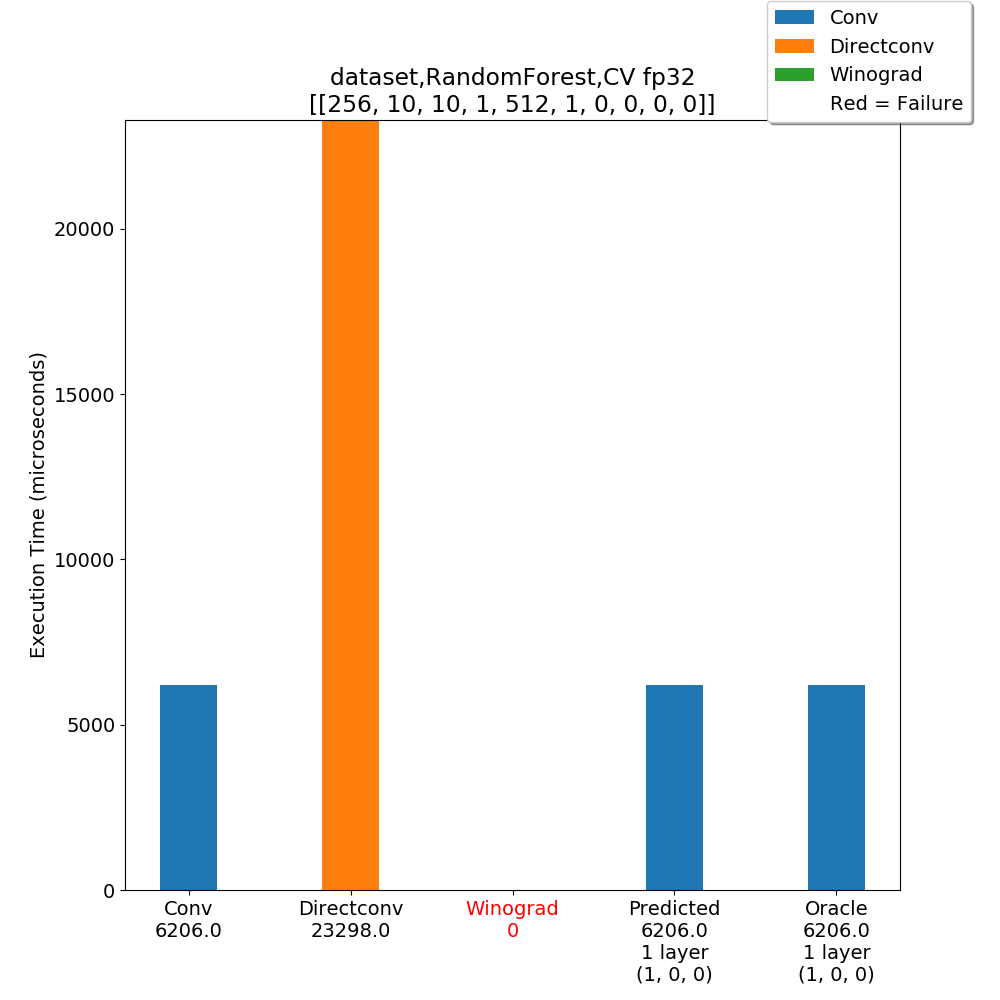 Conv
Directconv
Winograd
Red = Failure
dataset,RandomForest,CV fp32
[[256, 10, 10, 1, 512, 1, 0, 0, 0, 0]]
Execution Time (microseconds)
20000
15000
10000
5000
0
Conv
6206.0
Directconv
23298.0
Winograd
0
Predicted
6206.0
1 layer
(1, 0, 0)
Oracle
6206.0
1 layer
(1, 0, 0)